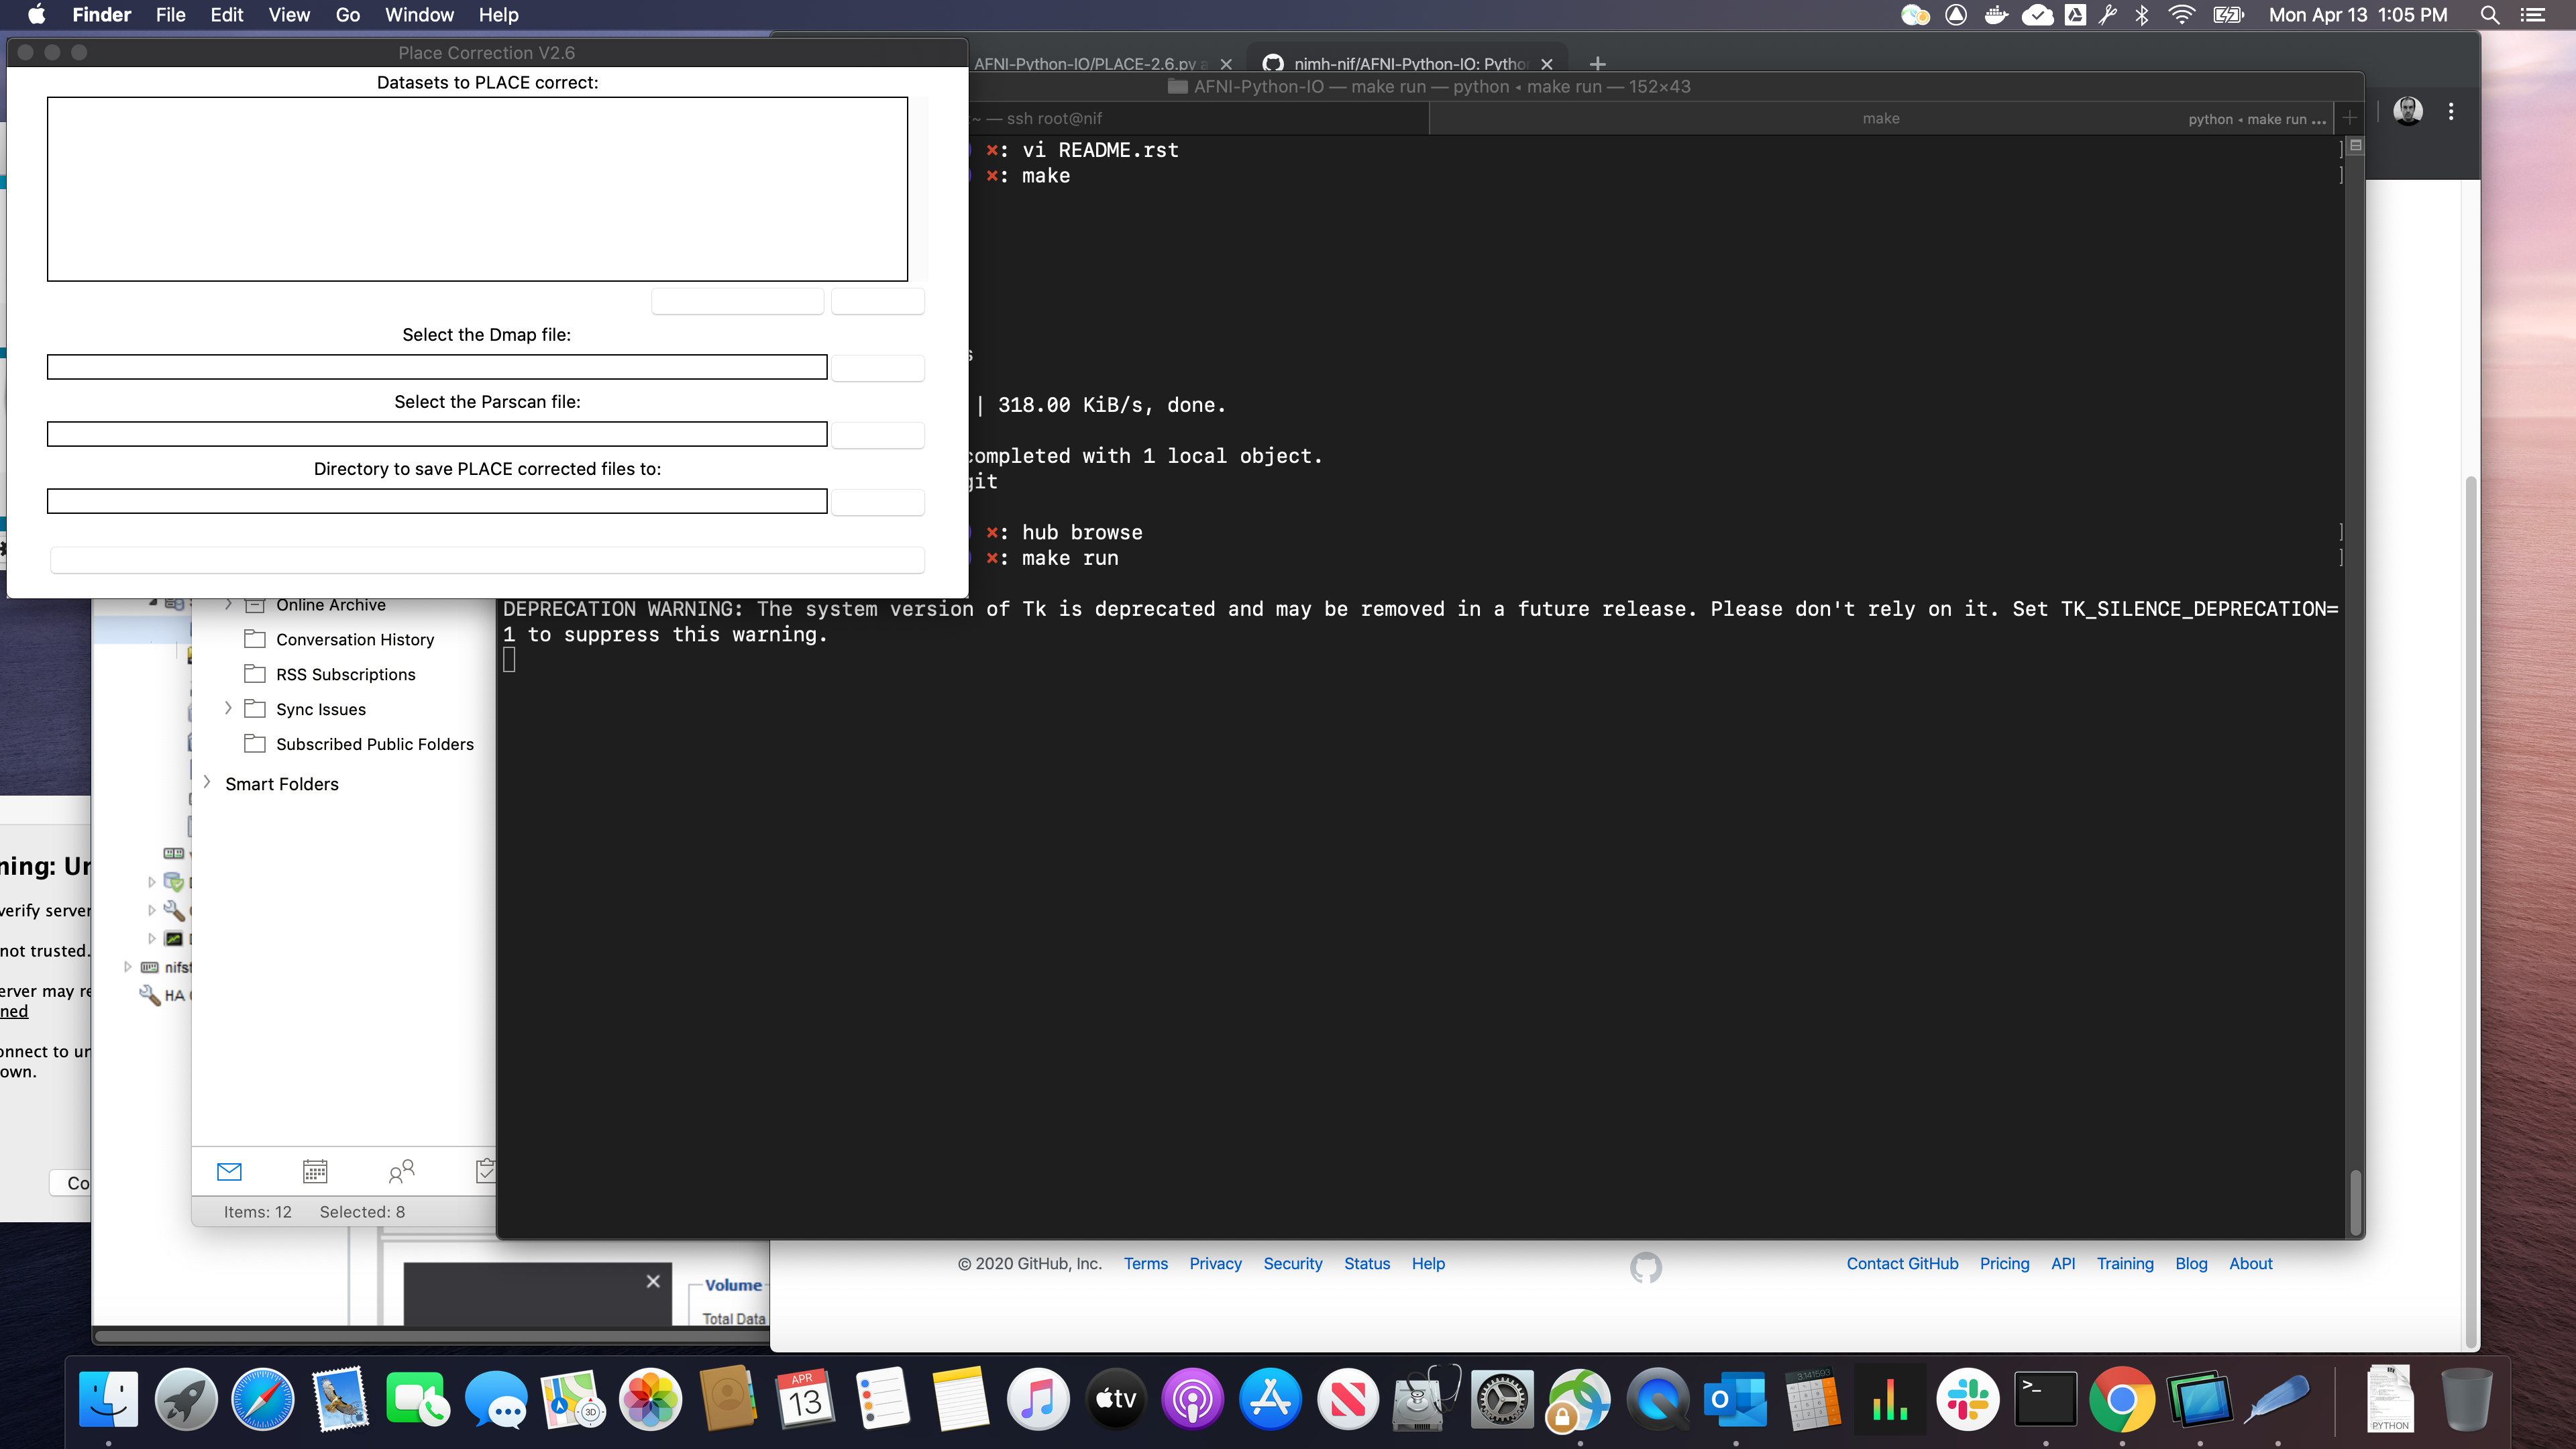 Finder File Edit View Go Window Help
Mon Apr 13 1:05 PM
Place Correction V2.6
Datasets to PLACE correct:
Select the Dmap file:
Select the Parscan file:
Directory to save PLACE corrected files to:
AFNI-Python-IO/PLACE-2.6.py
nimh-nif/AFNI-Python-IO: Pytho
AFNI-Python-IO — make run — python ◂ make run — 152×43
~ — ssh root@nif
make
python ◂ make run ...
×: vi README.rst
×: make
s
| 318.00 KiB/s, done.
completed with 1 local object.
git
×: hub browse
×: make run
DEPRECATION WARNING: The system version of Tk is deprecated and may be removed in a future release. Please don't rely on it. Set TK_SILENCE_DEPRECATION=
1 to suppress this warning.
Online Archive
Conversation History
RSS Subscriptions
Sync Issues
Subscribed Public Folders
Smart Folders
Items: 12 Selected: 8
ning: Un
verify server
not trusted.
erver may re
ned
onnect to un
own.
Co
nifst
HA
Volume
Total Data
© 2020 GitHub, Inc. Terms Privacy Security Status Help
Contact GitHub Pricing API Training Blog About
APR
13
3D
tv
3.141593
PYTHON